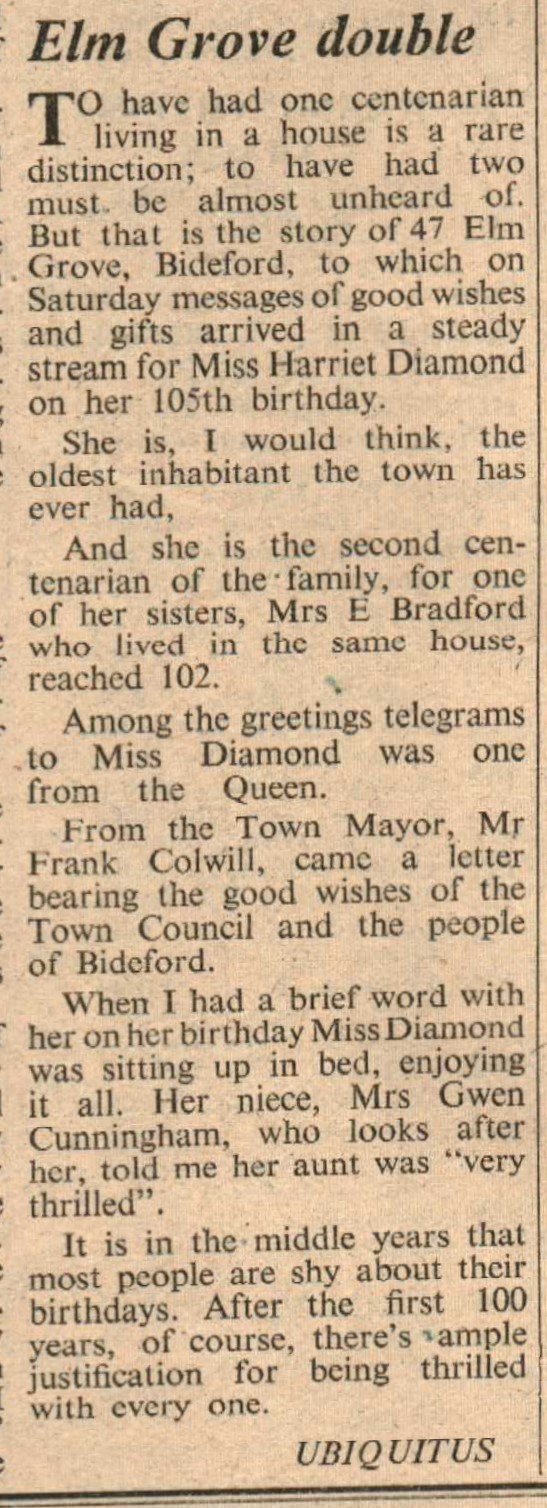 Elm Grove double
TO have had one centenarian
living in a house is a rare
distinction; to have had two
must be almost unheard of.
But that is the story of 47 Elm
Grove, Bideford, to which on
Saturday messages of good wishes
and gifts arrived in a steady
stream for Miss Harriet Diamond
on her 105th birthday.
She is, I would think, the
oldest inhabitant the town has
ever had,
And she is the second cen-
tenarian of the family, for one
of her sisters, Mrs E Bradford
who lived in the same house,
reached 102.
Among the greetings telegrams
to Miss Diamond was one
from the Queen.
From the Town Mayor, Mr
Frank Colwill, came a letter
bearing the good wishes of the
Town Council and the people
of Bideford.
When I had a brief word with
her on her birthday Miss Diamond
was sitting up in bed, enjoying
it all. Her niece, Mrs Gwen
Cunningham, who looks after
her, told me her aunt was “very
thrilled”.
It is in the middle years that
most people are shy about their
birthdays. After the first 100
years, of course, there's ample
justification for being thrilled
with every one.
UBIQUITUS